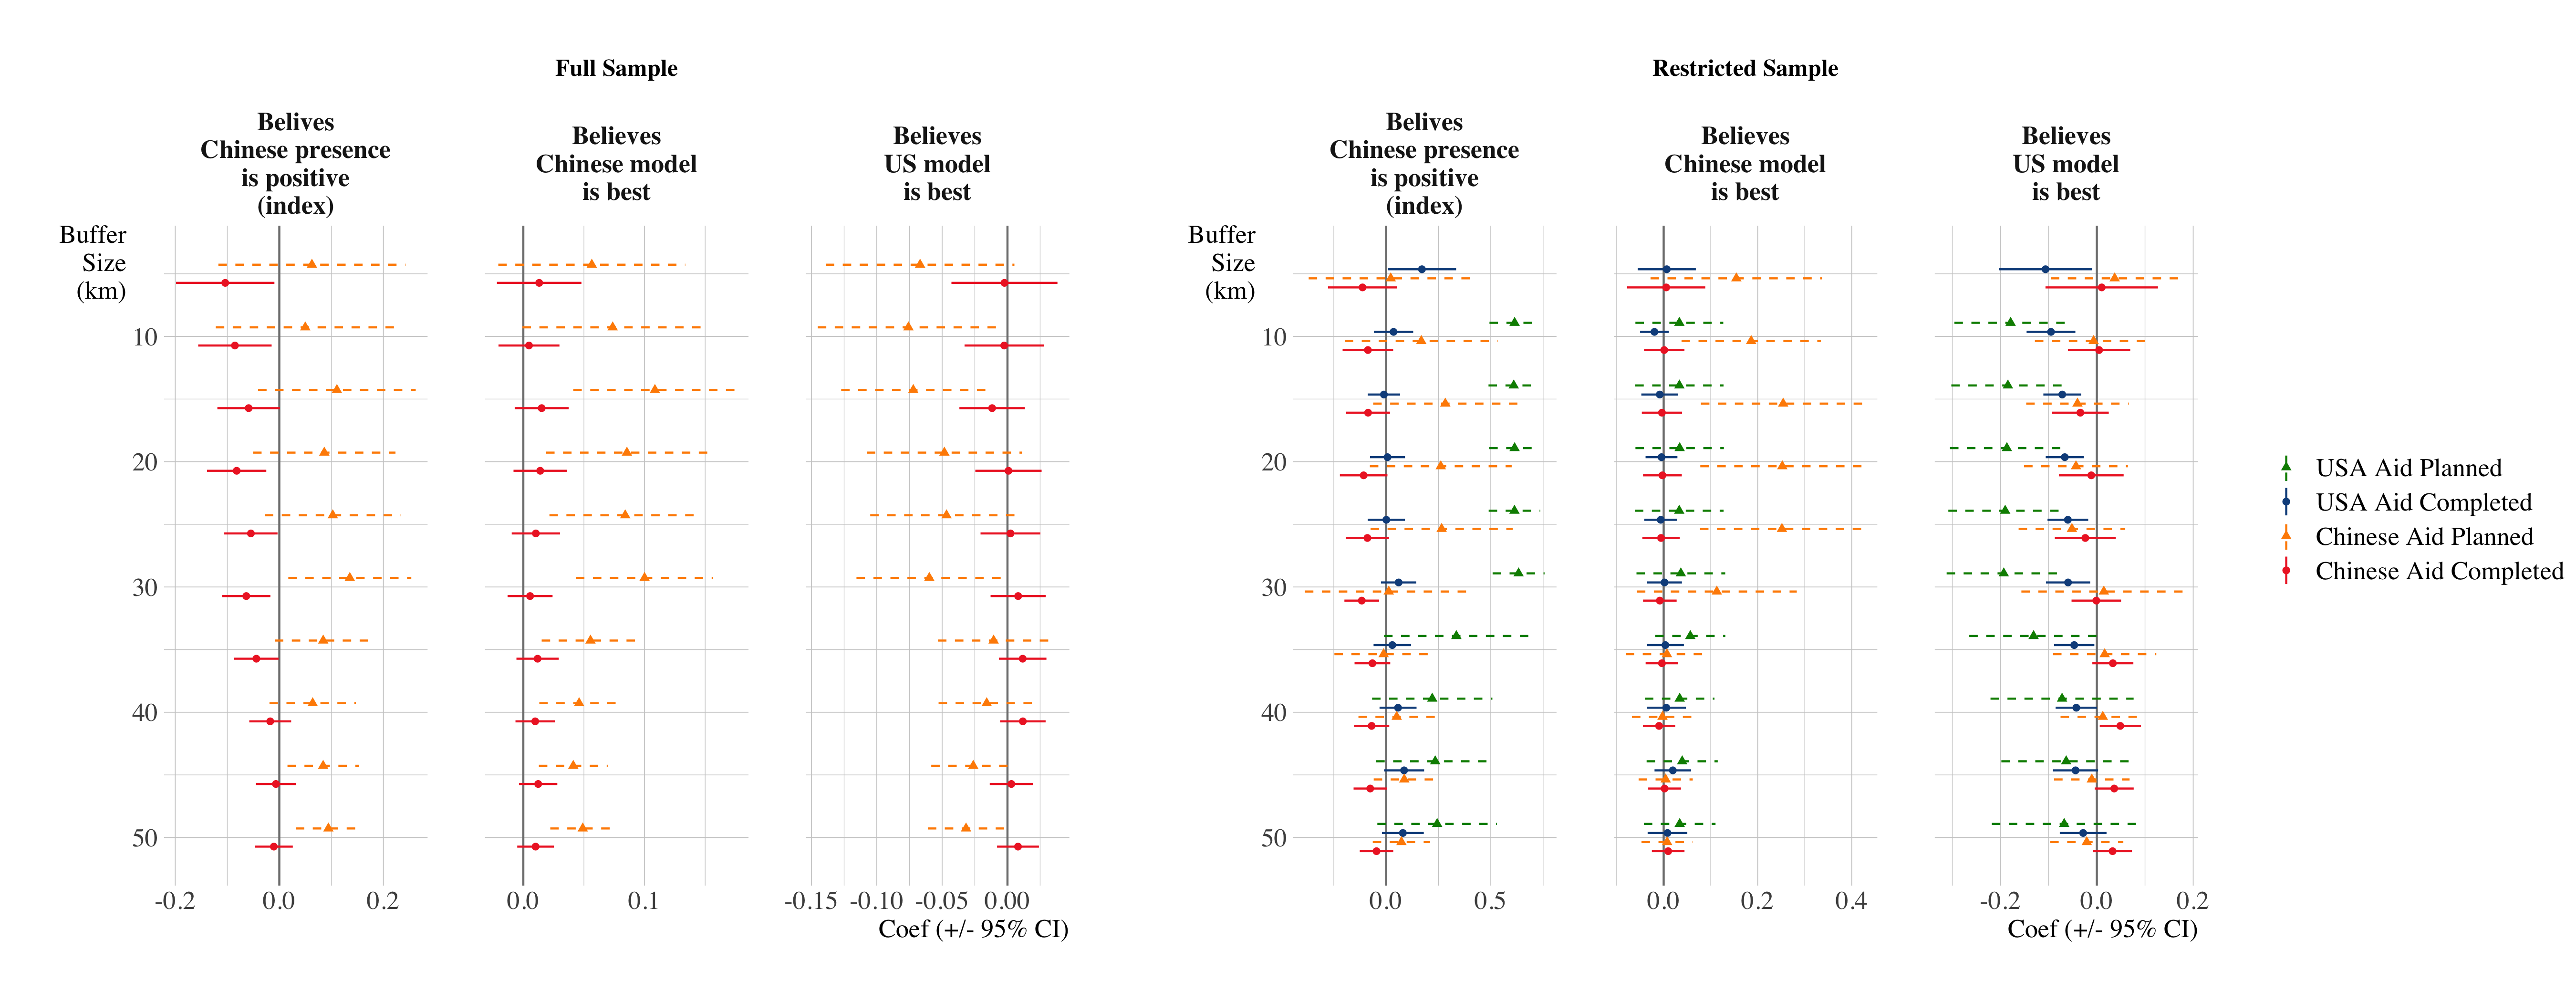 Full Sample
Restricted Sample
Belives
Chinese presence
is positive
(index)
Believes
Chinese model
is best
Believes
US model
is best
Belives
Chinese presence
is positive
(index)
Believes
Chinese model
is best
Believes
US model
is best
Buffer
Size
(km)
10
20
30
40
50
Buffer
Size
(km)
10
20
30
40
50
USA Aid Planned
USA Aid Completed
Chinese Aid Planned
Chinese Aid Completed
-0.2 0.0 0.2
0.0 0.1
-0.15 -0.10 -0.05 0.00
Coef (+/- 95% CI)
0.0 0.5
0.0 0.2 0.4
-0.2 0.0 0.2
Coef (+/- 95% CI)